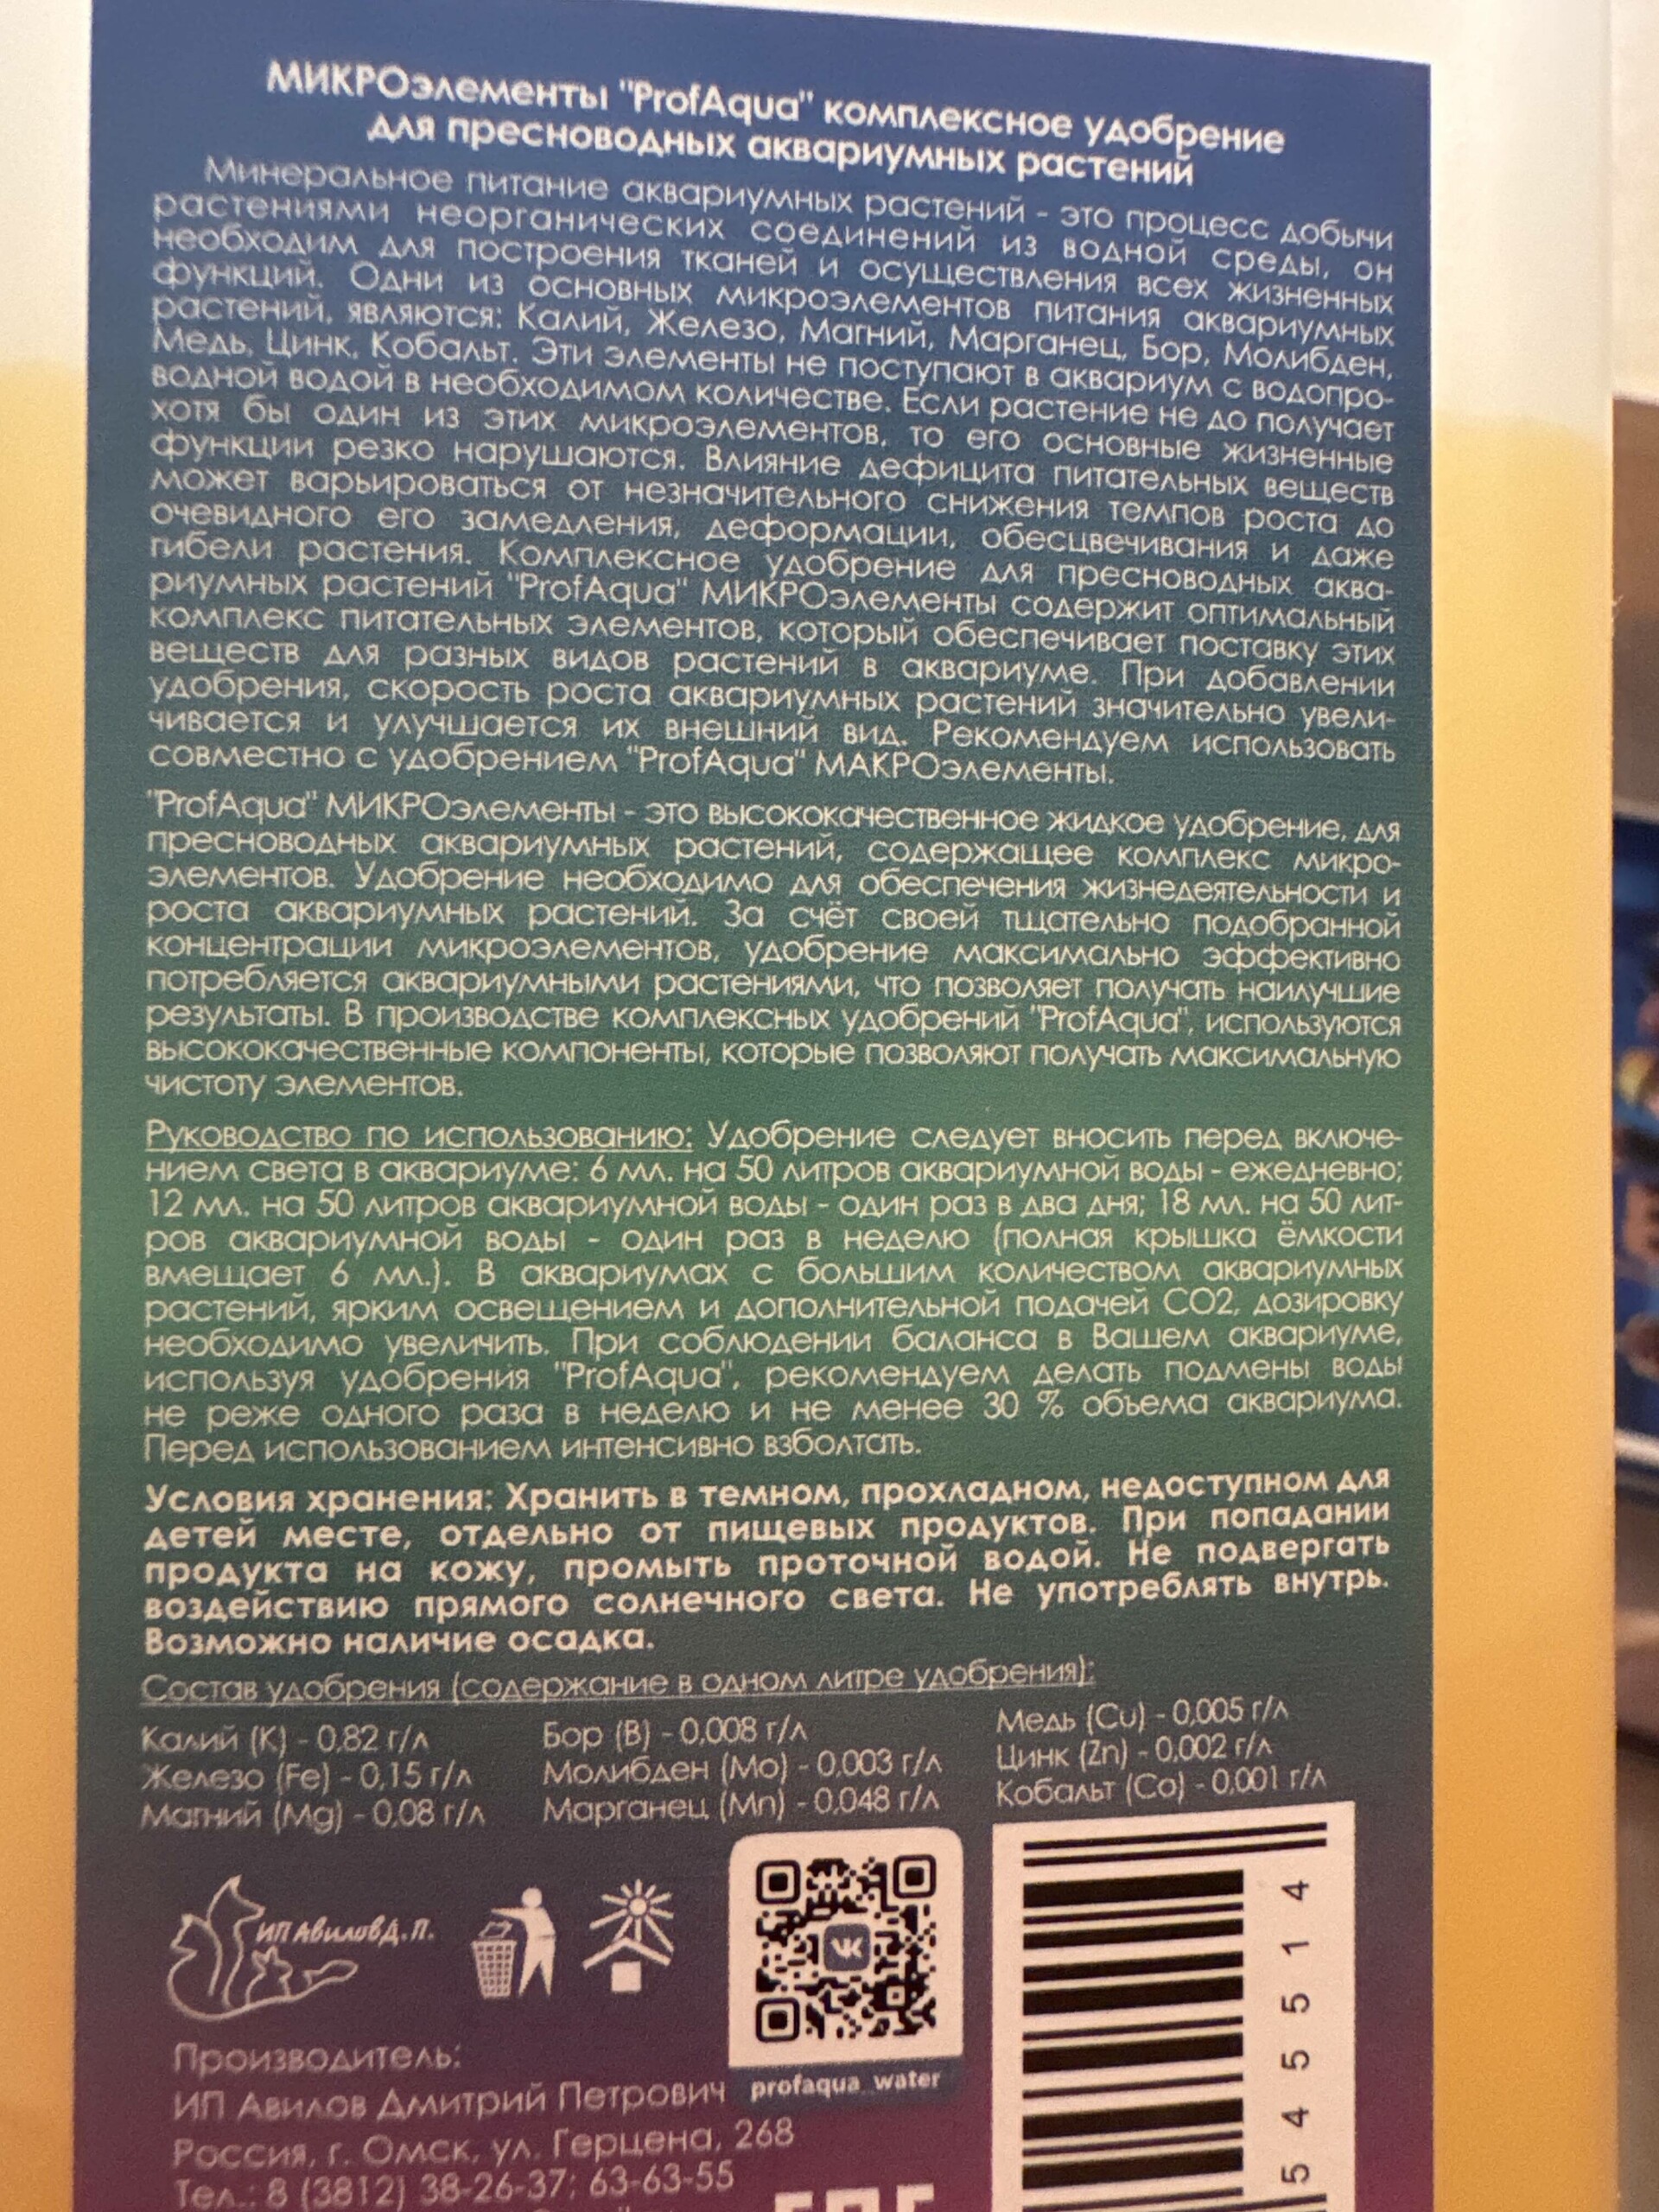 МИКРОэлементы "ProfAqua" комплексное удобрение
для пресноводных аквариумных растений
Минеральное питание аквариумных растений - это процесс добычи
растениями неорганических соединений из водной среды, он
необходим для построения тканей и осуществления всех жизненных
функций. Одни из основных микроэлементов питания аквариумных
растений, являются: Калий, Железо, Магний, Марганец, Бор, Молибден,
Медь, Цинк, Кобальт. Эти элементы не поступают в аквариум с водопро-
водной водой в необходимом количестве. Если растение не до получает
хотя бы один из этих микроэлементов, то его основные жизненные
функции резко нарушаются. Влияние дефицита питательных веществ
может варьироваться от незначительного снижения темпов роста до
очевидного его замедления, деформации, обесцвечивания и даже
гибели растения. Комплексное удобрение для пресноводных аква-
риумных растений "ProfAqua" МИКРОэлементы содержит оптимальный
комплекс питательных элементов, который обеспечивает поставку этих
веществ для разных видов растений в аквариуме. При добавлении
удобрения, скорость роста аквариумных растений значительно увели-
чивается и улучшается их внешний вид. Рекомендуем использовать
совместно с удобрением "ProfAqua" МАКРОэлементы.
"ProfAqua" МИКРОэлементы - это высококачественное жидкое удобрение, для
пресноводных аквариумных растений, содержащее комплекс микро-
элементов. Удобрение необходимо для обеспечения жизнедеятельности и
роста аквариумных растений. За счёт своей тщательно подобранной
концентрации микроэлементов, удобрение максимально эффективно
потребляется аквариумными растениями, что позволяет получать наилучшие
результаты. В производстве комплексных удобрений "ProfAqua", используются
высококачественные компоненты, которые позволяют получать максимальную
чистоту элементов.
Руководство по использованию: Удобрение следует вносить перед включе-
нием света в аквариуме: 6 мл. на 50 литров аквариумной воды - ежедневно;
12 мл. на 50 литров аквариумной воды - один раз в два дня; 18 мл. на 50 лит-
ров аквариумной воды - один раз в неделю (полная крышка ёмкости
вмещает 6 мл.). В аквариумах с большим количеством аквариумных
растений, ярким освещением и дополнительной подачей СО2, дозировку
необходимо увеличить. При соблюдении баланса в Вашем аквариуме,
используя удобрения "ProfAqua", рекомендуем делать подмены воды
не реже одного раза в неделю и не менее 30 % объема аквариума.
Перед использованием интенсивно взболтать.
Условия хранения: Хранить в темном, прохладном, недоступном для
детей месте, отдельно от пищевых продуктов. При попадании
продукта на кожу, промыть проточной водой. Не подвергать
воздействию прямого солнечного света. Не употреблять внутрь.
Возможно наличие осадка.
Состав удобрения (содержание в одном литре удобрения):
Калий (К) - 0,82 г/л
Железо (Fe) - 0,15 г/л
Магний (Mg) - 0,08 г/л
Бор (В) - 0,008 г/л
Молибден (Mo) - 0,003 г/л
Марганец (Mn) - 0,048 г/л
Медь (Cu) - 0,005 г/л
Цинк (Zn) - 0,002 г/л
Кобальт (Co) - 0,001 г/л
ИП Авилов Д.П.
profaqua_water
Производитель:
ИП Авилов Дмитрий Петрович
Россия, г. Омск, ул. Герцена, 268
Тел.: 8 (3812) 38-26-37; 63-63-55
5 4 5 5 1 4